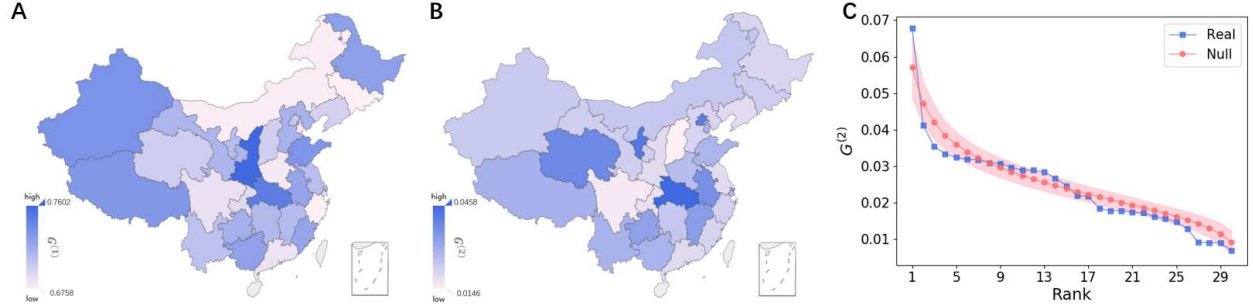 A
high
0.7602
G(1)
0.6758
low
B
high
0.0458
G(2)
0.0146
low
C
0.07
0.06
0.05
0.04
0.03
0.02
0.01
G(2)
Real
Null
1
5
9
13
17
21
25
29
Rank